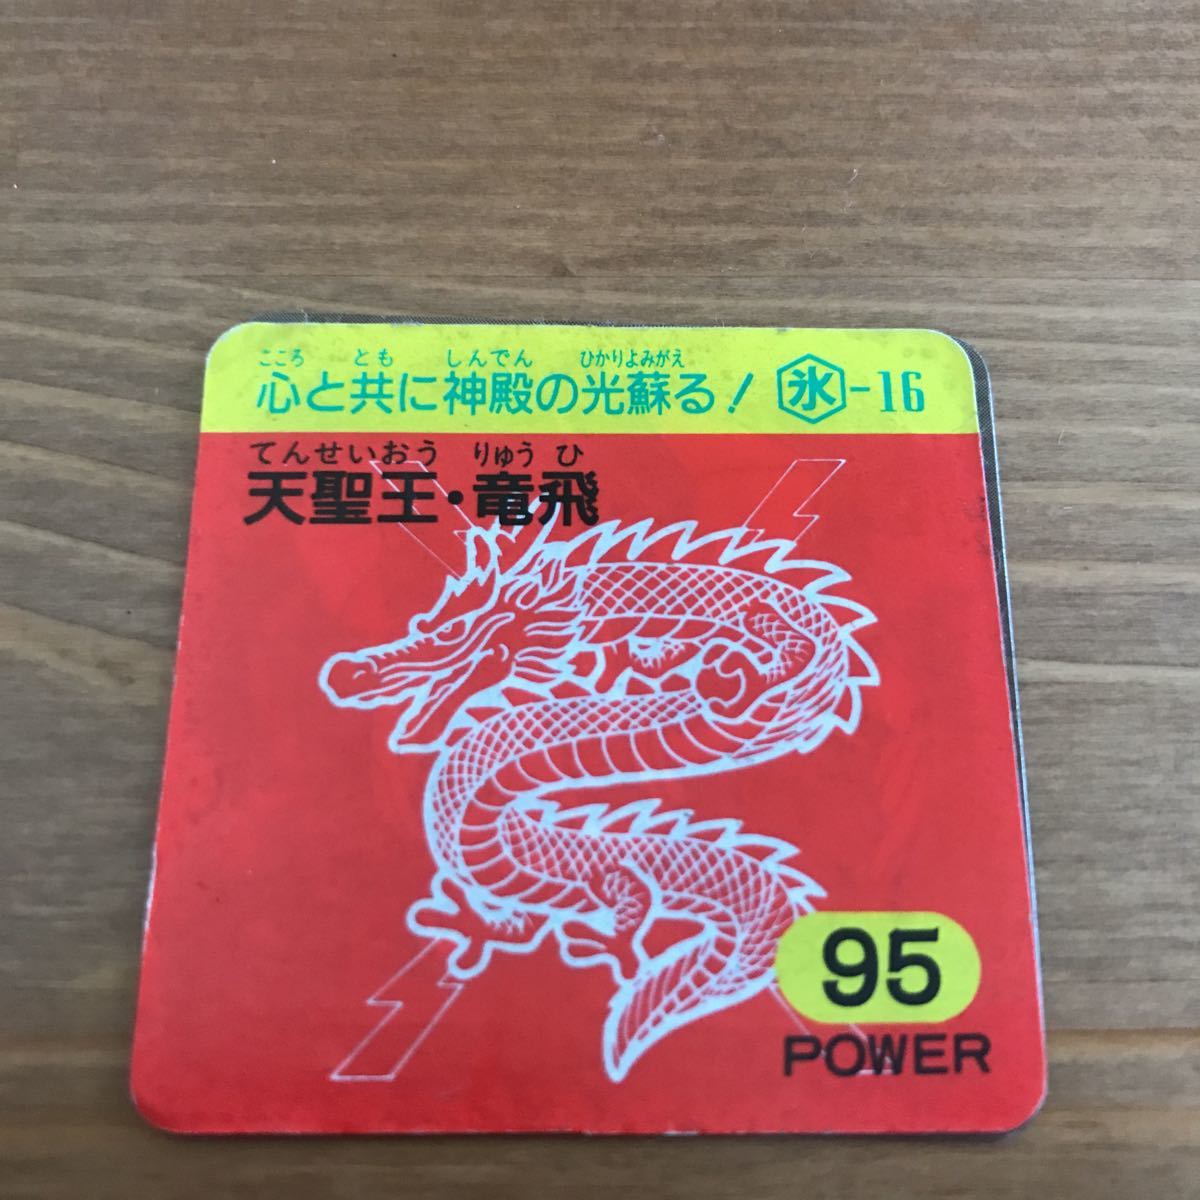 こころ とも しんでん ひかりよみがえ
心と共に神殿の光蘇る! 氷-16
てんせいおう りゅう ひ
天聖王・竜飛
95
POWER